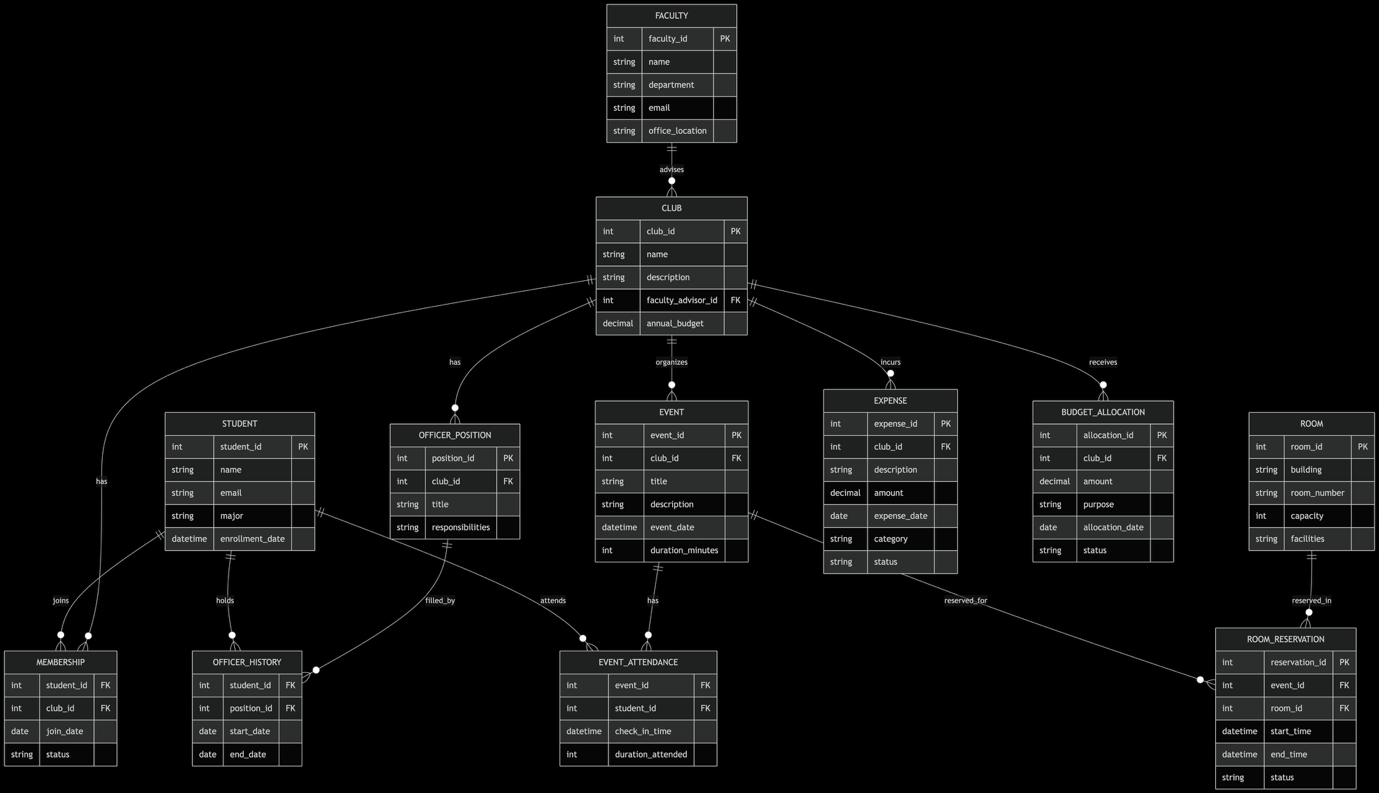 FACULTY
int faculty_id PK
string name
string department
string email
string office_location
advises
CLUB
int club_id PK
string name
string description
int faculty_advisor_id FK
decimal annual_budget
has
has
organizes
incurs
receives
STUDENT
int student_id PK
string name
string email
string major
datetime enrollment_date
OFFICER_POSITION
int position_id PK
int club_id FK
string title
string responsibilities
EVENT
int event_id PK
int club_id FK
string title
string description
datetime event_date
int duration_minutes
EXPENSE
int expense_id PK
int club_id FK
string description
decimal amount
date expense_date
string category
string status
BUDGET_ALLOCATION
int allocation_id PK
int club_id FK
decimal amount
string purpose
date allocation_date
string status
ROOM
int room_id PK
string building
string room_number
int capacity
string facilities
joins
holds
filled_by
attends
has
reserved_for
reserved_in
MEMBERSHIP
int student_id FK
int club_id FK
date join_date
string status
OFFICER_HISTORY
int student_id FK
int position_id FK
date start_date
date end_date
EVENT_ATTENDANCE
int event_id FK
int student_id FK
datetime check_in_time
int duration_attended
ROOM_RESERVATION
int reservation_id PK
int event_id FK
int room_id FK
datetime start_time
datetime end_time
string status